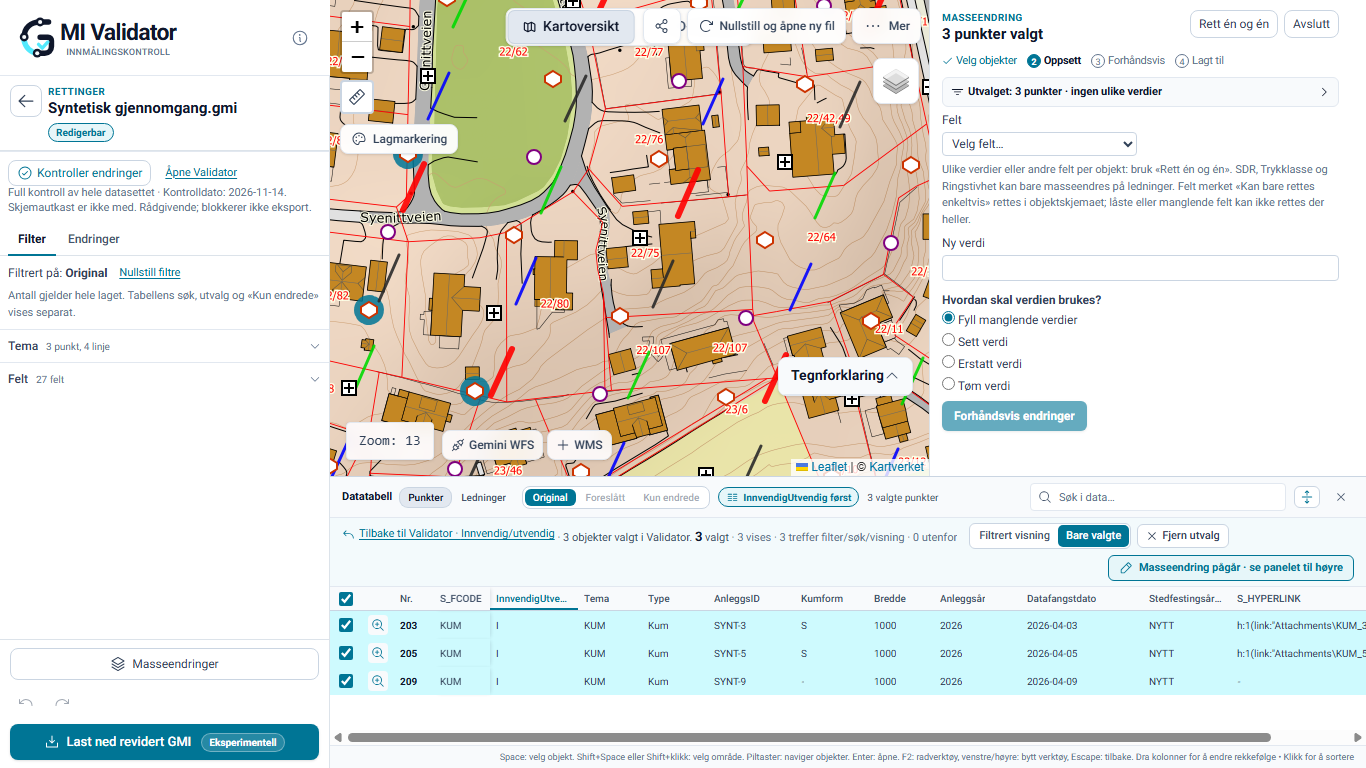 MI Validator
INNMÅLINGSKONTROLL
RETTINGER
Syntetisk gjennomgang.gmi
Redigerbar
Kontroller endringer
Åpne Validator
Full kontroll av hele datasettet · Kontrolldato: 2026-11-14.
Skjemautkast er ikke med. Rådgivende; blokkerer ikke eksport.
Filter
Endringer
Filtrert på: Original
Nullstill filtre
Antall gjelder hele laget. Tabellens søk, utvalg og «Kun endrede»
vises separat.
Tema 3 punkt, 4 linje
Felt 27 felt
Masseendringer
Last ned revidert GMI
Eksperimentell
+
−
Kartoversikt
Nullstill og åpne ny fil
··· Mer
Lagmarkering
22/62
22/77
22/76
22/42,49
22/64
22/75
22/80
22/82
22/107
22/107
22/11
23/6
23/46
Syenittveien
Syenittveien
Tegnforklaring
Zoom: 13
Gemini WFS
WMS
Leaflet | © Kartverket
MASSEENDRING
3 punkter valgt
Rett én og én
Avslutt
Velg objekter
2 Oppsett
3 Forhåndsvis
4 Lagt til
Utvalget: 3 punkter · ingen ulike verdier
Felt
Velg felt...
Ulike verdier eller andre felt per objekt: bruk «Rett én og én». SDR, Trykklasse og
Ringstivhet kan bare masseendres på ledninger. Felt merket «Kan bare rettes
enkeltvis» rettes i objektskjemaet; låste eller manglende felt kan ikke rettes der
heller.
Ny verdi
Hvordan skal verdien brukes?
Fyll manglende verdier
Sett verdi
Erstatt verdi
Tøm verdi
Forhåndsvis endringer
Datatabell
Punkter
Ledninger
Original
Foreslått
Kun endrede
InnvendigUtvendig først
3 valgte punkter
Søk i data...
Tilbake til Validator · Innvendig/utvendig · 3 objekter valgt i Validator. 3 valgt · 3 vises · 3 treffer filter/søk/visning · 0 utenfor
Filtrert visning
Bare valgte
Fjern utvalg
Masseendring pågår · se panelet til høyre
Nr. S_FCODE InnvendigUtve... Tema Type AnleggsID Kumform Bredde Anleggsår Datafangstdato Stedfestingsår... S_HYPERLINK
203 KUM I KUM Kum SYNT-3 S 1000 2026 2026-04-03 NYTT h:1(link:"Attachments\KUM_3
205 KUM I KUM Kum SYNT-5 S 1000 2026 2026-04-05 NYTT h:1(link:"Attachments\KUM_5
209 KUM I KUM Kum SYNT-9 - 1000 2026 2026-04-09 NYTT -
Space: velg objekt. Shift+Space eller Shift+klikk: velg område. Piltaster: naviger objekter. Enter: åpne. F2: radverktøy, venstre/høyre: bytt verktøy, Escape: tilbake. Dra kolonner for å endre rekkefølge • Klikk for å sortere